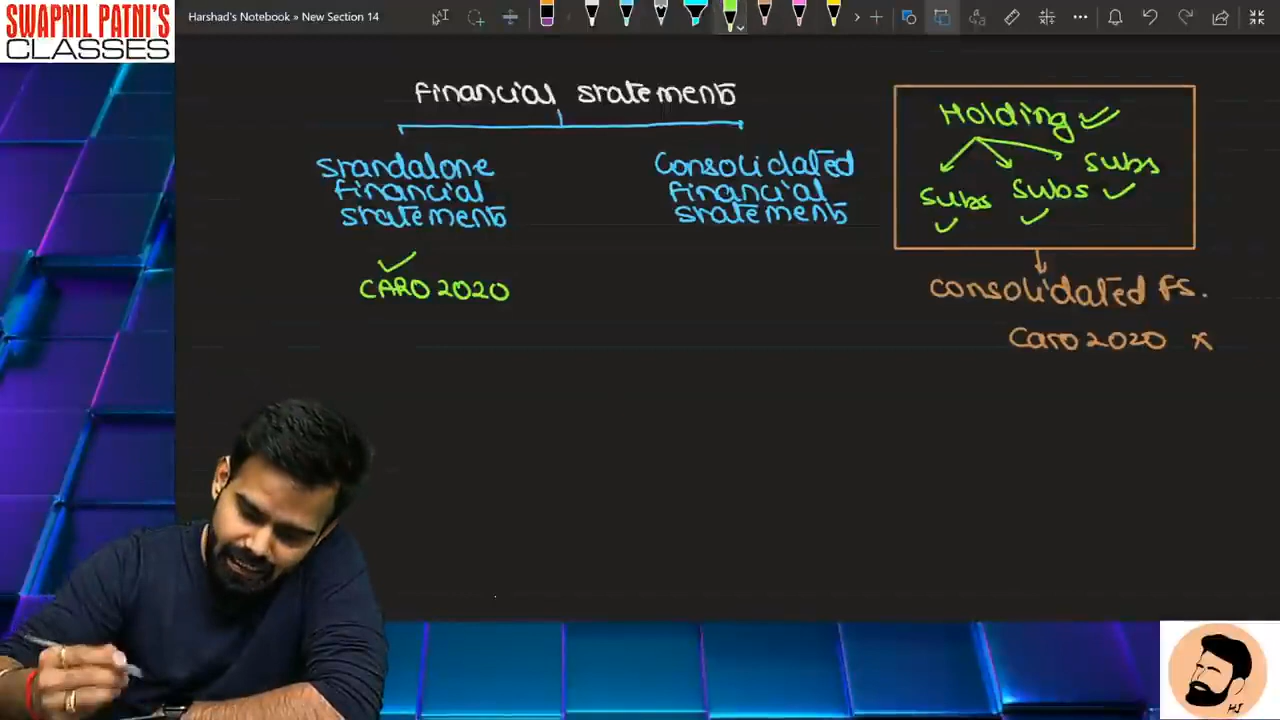 SWAPNIL PATNI'S
CLASSES
Harshad's Notebook » New Section 14
Financial statements
Standalone
financial
statements
Consolidated
financial
statements
CARO 2020
Holding
Subs
Subs
Subs
Consolidated FS.
Caro 2020 x
HJ